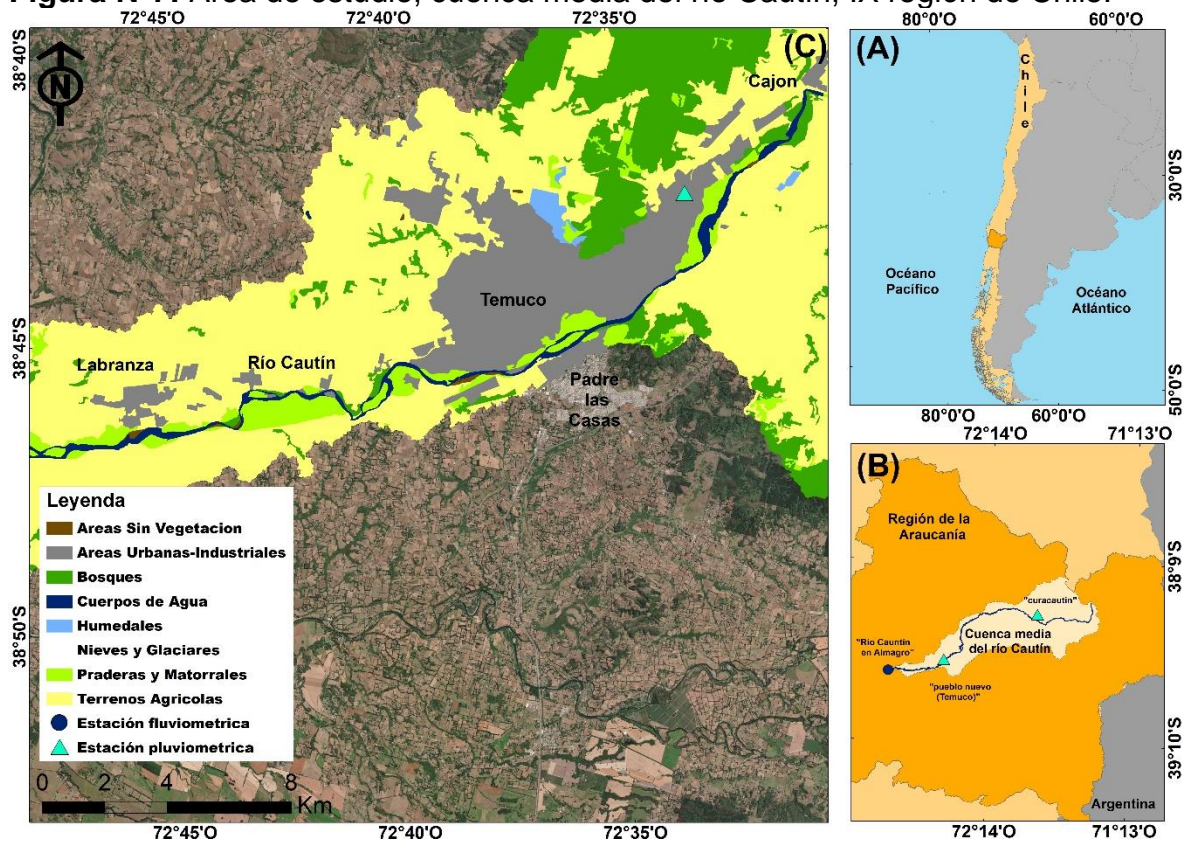 Figura N°1. Área de estudio, cuenca media del río Cautín, IX región de Chile.
72°45'O 72°40'O 72°35'O
38°40'S
38°45'S
38°50'S
N
(C)
Cajon
Temuco
Labranza
Río Cautín
Padre
las
Casas
Leyenda
Areas Sin Vegetacion
Areas Urbanas-Industriales
Bosques
Cuerpos de Agua
Humedales
Nieves y Glaciares
Praderas y Matorrales
Terrenos Agricolas
Estación fluviometrica
Estación pluviometrica
0 2 4 8
Km
72°45'O 72°40'O 72°35'O
80°0'O 60°0'O
(A)
Chile
30°0'S
Océano
Pacífico
Océano
Atlántico
50°0'S
80°0'O 60°0'O
72°14'O 71°13'O
(B)
Región de la
Araucanía
38°9'S
"curacautin"
Cuenca media
del río Cautín
"Río Cauntín
en Almagro"
"pueblo nuevo
(Temuco)"
39°10'S
Argentina
72°14'O 71°13'O